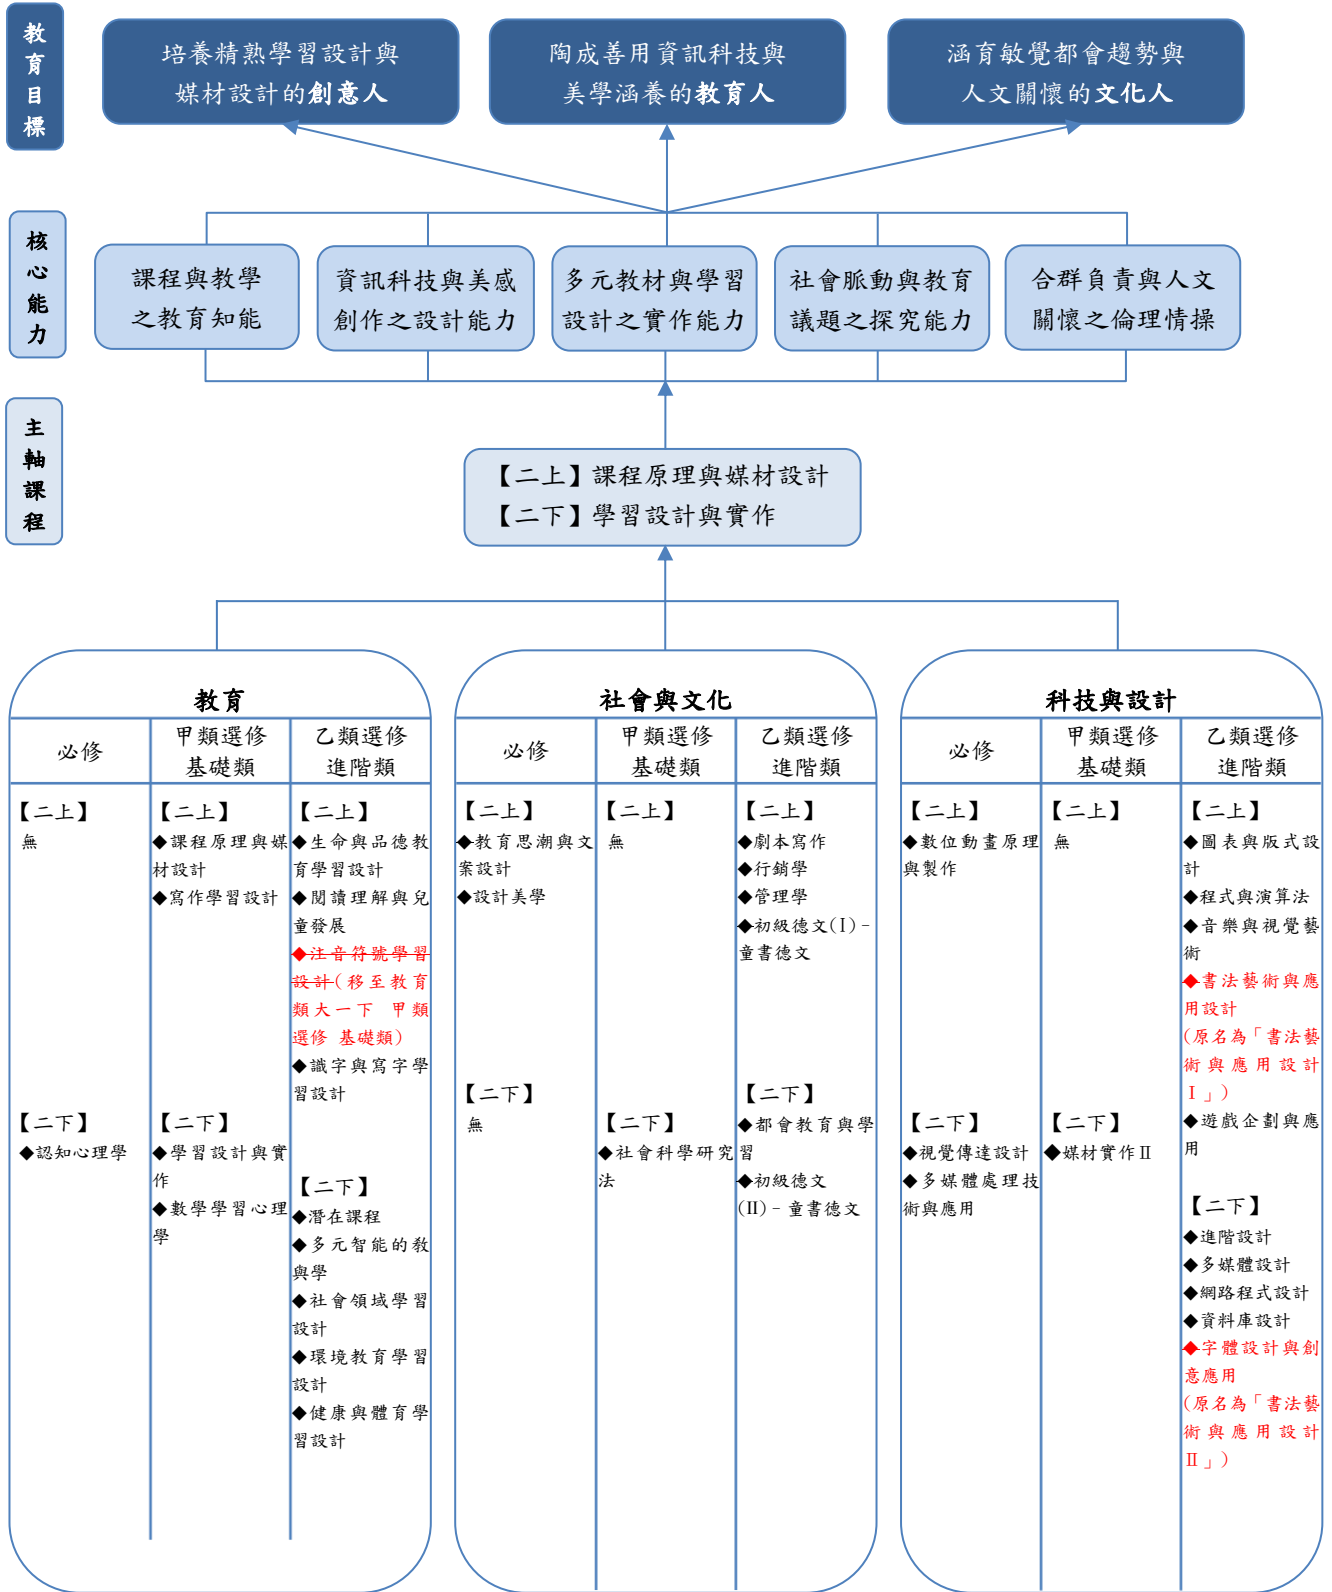 教育目標
培養精熟學習設計與
媒材設計的創意人
陶成善用資訊科技與
美學涵養的教育人
涵育敏覺都會趨勢與
人文關懷的文化人
核心能力
課程與教學
之教育知能
資訊科技與美感
創作之設計能力
多元教材與學習
設計之實作能力
社會脈動與教育
議題之探究能力
合群負責與人文
關懷之倫理情操
主軸課程
【二上】課程原理與媒材設計
【二下】學習設計與實作
教育
必修
【二上】
無
【二下】
◆認知心理學
甲類選修
基礎類
【二上】
◆課程原理與媒
材設計
◆寫作學習設計
【二下】
◆學習設計與實
作
◆數學學習心理
學
乙類選修
進階類
【二上】
◆生命與品德教
育學習設計
◆閱讀理解與兒
童發展
◆注音符號學習
設計(移至教育
類大一下 甲類
選修 基礎類)
◆識字與寫字學
習設計
【二下】
◆潛在課程
◆多元智能的教
與學
◆社會領域學習
設計
◆環境教育學習
設計
◆健康與體育學
習設計
社會與文化
必修
【二上】
◆教育思潮與文
案設計
◆設計美學
【二下】
無
甲類選修
基礎類
【二上】
無
【二下】
◆社會科學研究
法
乙類選修
進階類
【二上】
◆劇本寫作
◆行銷學
◆管理學
◆初級德文(I)-
童書德文
【二下】
◆都會教育與學
習
◆初級德文
(II)-童書德文
科技與設計
必修
【二上】
◆數位動畫原理
與製作
【二下】
◆視覺傳達設計
◆多媒體處理技
術與應用
甲類選修
基礎類
【二上】
無
【二下】
◆媒材實作Ⅱ
乙類選修
進階類
【二上】
◆圖表與版式設
計
◆程式與演算法
◆音樂與視覺藝
術
◆書法藝術與應
用設計
(原名為「書法藝
術與應用設計
I」)
◆遊戲企劃與應
用
【二下】
◆進階設計
◆多媒體設計
◆網路程式設計
◆資料庫設計
◆字體設計與創
意應用
(原名為「書法藝
術與應用設計
Ⅱ」)